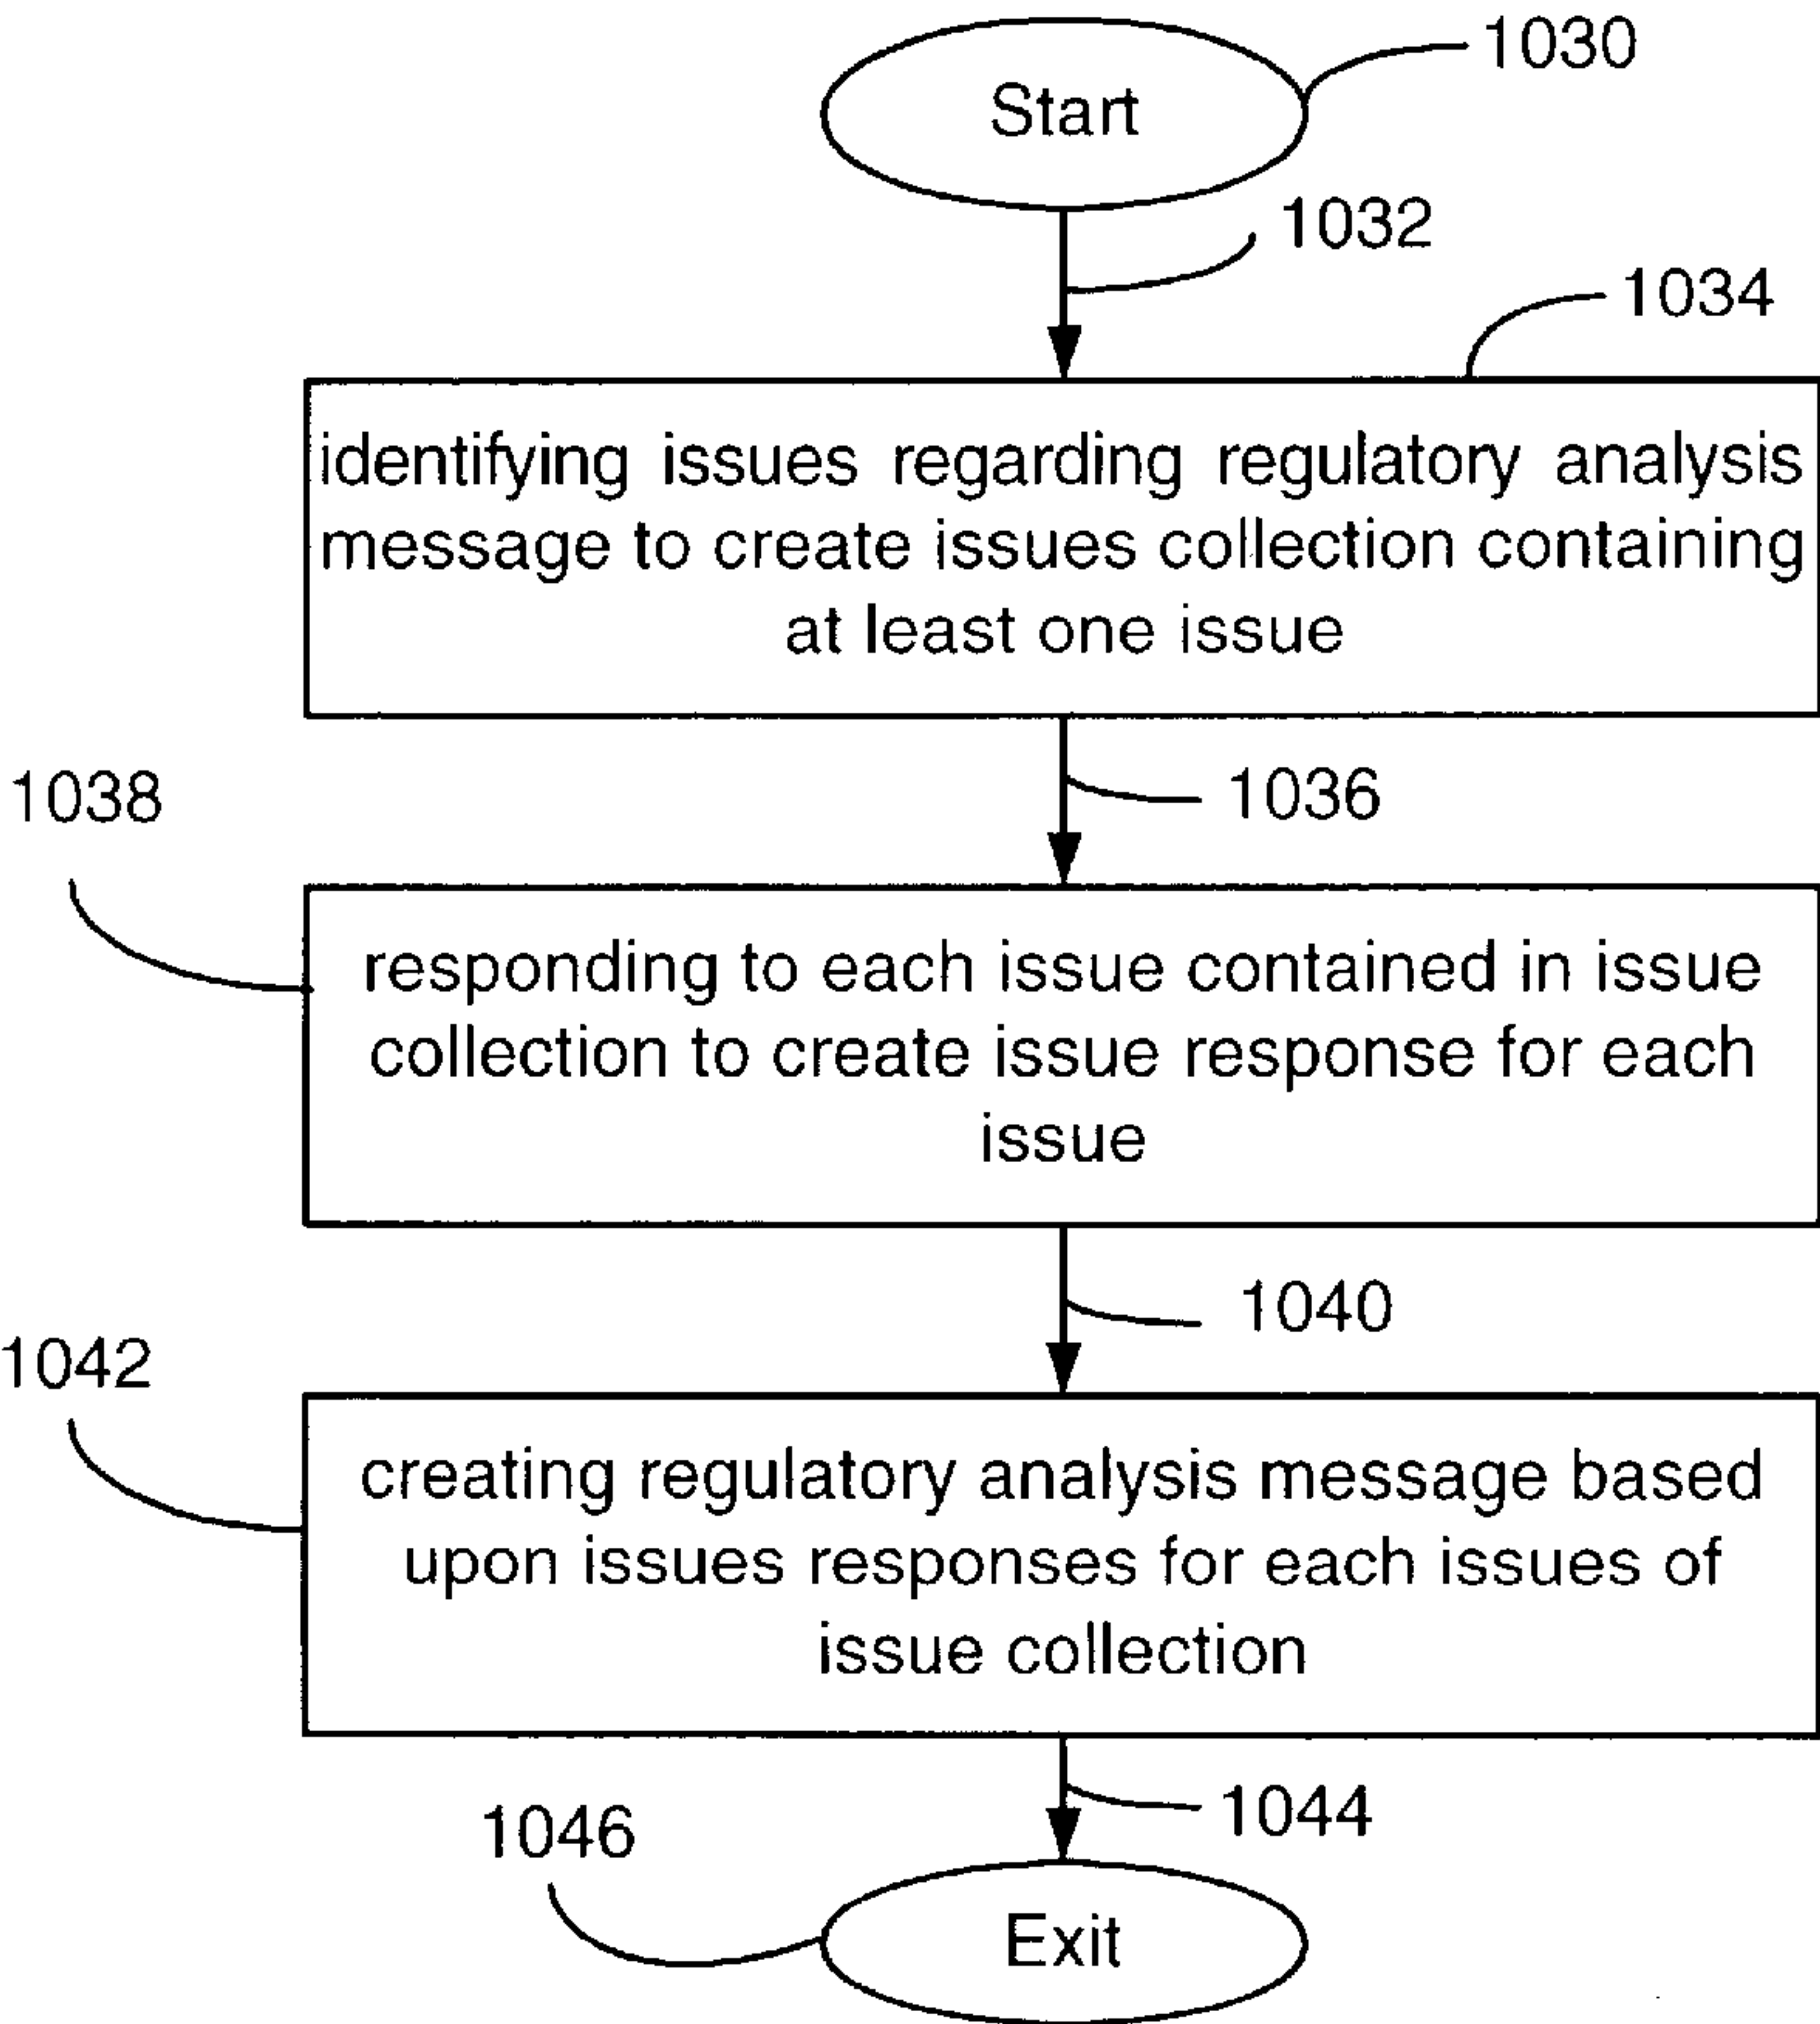 1030
Start
1032
1034
identifying issues regarding regulatory analysis
message to create issues collection containing
at least one issue
1036
1038
responding to each issue contained in issue
collection to create issue response for each
issue
1040
1042
creating regulatory analysis message based
upon issues responses for each issues of
issue collection
1044
1046
Exit